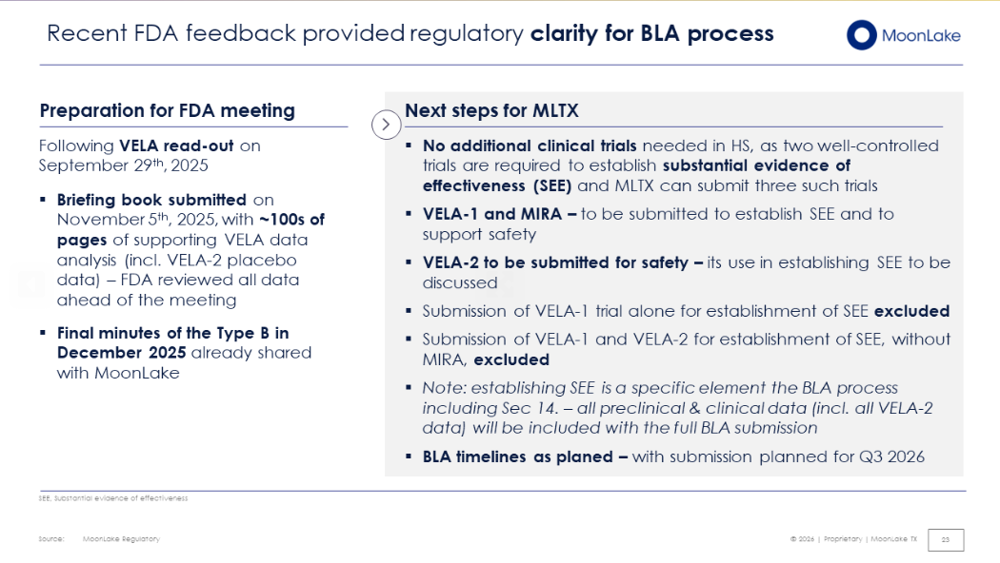 Recent FDA feedback provided regulatory clarity for BLA process
MoonLake
Preparation for FDA meeting
Following VELA read-out on
September 29th, 2025
▪ Briefing book submitted on
November 5th, 2025, with ~100s of
pages of supporting VELA data
analysis (incl. VELA-2 placebo
data) – FDA reviewed all data
ahead of the meeting
▪ Final minutes of the Type B in
December 2025 already shared
with MoonLake
Next steps for MLTX
▪ No additional clinical trials needed in HS, as two well-controlled
trials are required to establish substantial evidence of
effectiveness (SEE) and MLTX can submit three such trials
▪ VELA-1 and MIRA – to be submitted to establish SEE and to
support safety
▪ VELA-2 to be submitted for safety – its use in establishing SEE to be
discussed
▪ Submission of VELA-1 trial alone for establishment of SEE excluded
▪ Submission of VELA-1 and VELA-2 for establishment of SEE, without
MIRA, excluded
▪ Note: establishing SEE is a specific element the BLA process
including Sec 14. – all preclinical & clinical data (incl. all VELA-2
data) will be included with the full BLA submission
▪ BLA timelines as planed – with submission planned for Q3 2026
SEE, Substantial evidence of effectiveness
Source: MoonLake Regulatory
© 2026 | Proprietary | MoonLake TX
25